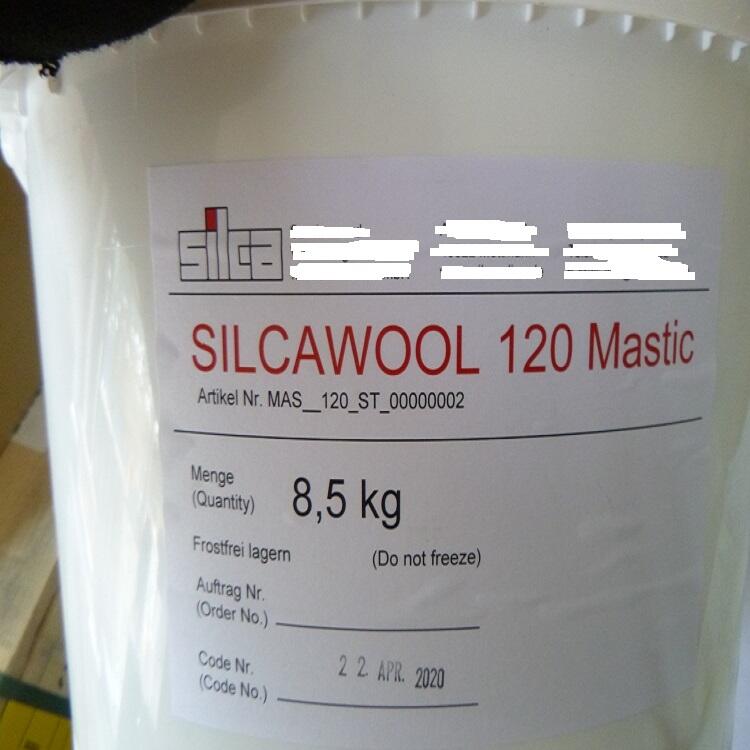 silca
SILCAWOOL 120 Mastic
Artikel Nr. MAS__120_ST_00000002
Menge
(Quantity)
8,5 kg
Frostfrei lagern (Do not freeze)
Auftrag Nr.
(Order No.)
Code Nr.
(Code No.)
22. APR. 2020